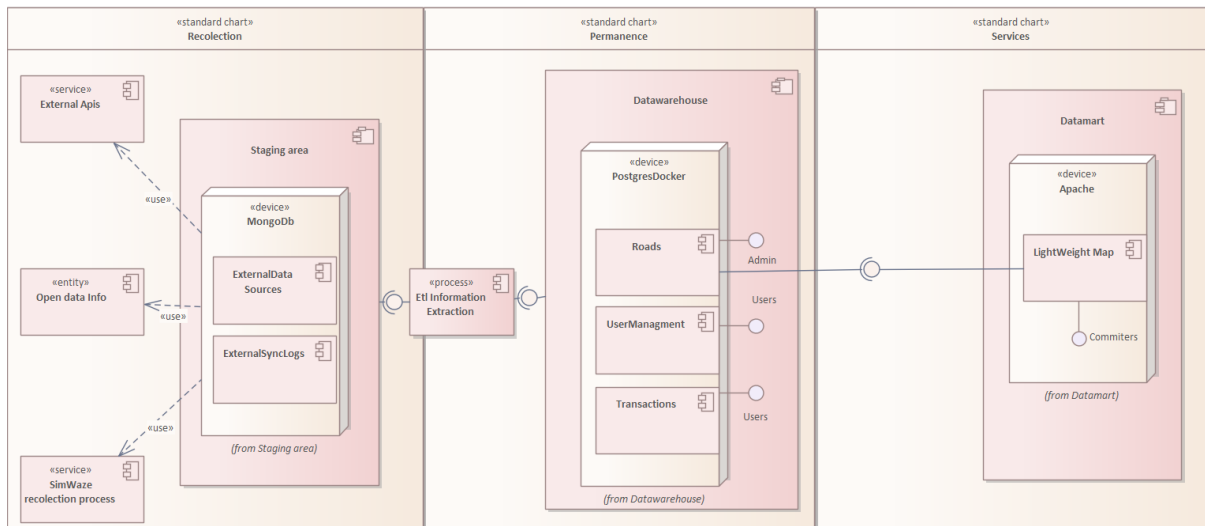 «standard chart»
Recolection
«standard chart»
Permanence
«standard chart»
Services
«service»
External Apis
«use»
«entity»
Open data Info
«use»
«use»
«service»
SimWaze
recolection process
Staging area
«device»
MongoDb
ExternalData
Sources
ExternalSyncLogs
(from Staging area)
«process»
Etl Information
Extraction
Datawarehouse
«device»
PostgresDocker
Roads
Admin
Users
UserManagment
Transactions
Users
(from Datawarehouse)
Datamart
«device»
Apache
LightWeight Map
Commiters
(from Datamart)